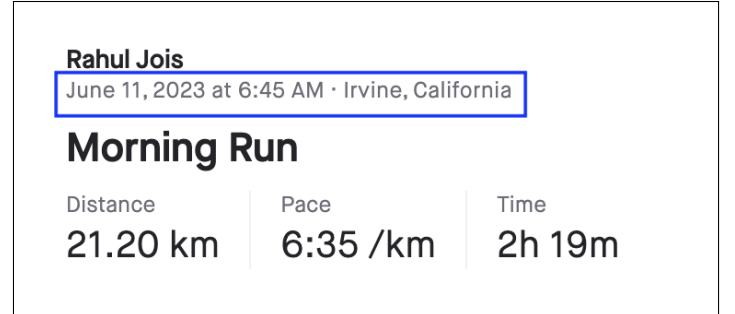 Rahul Jois
June 11, 2023 at 6:45 AM · Irvine, California
Morning Run
Distance Pace Time
21.20 km 6:35 /km 2h 19m